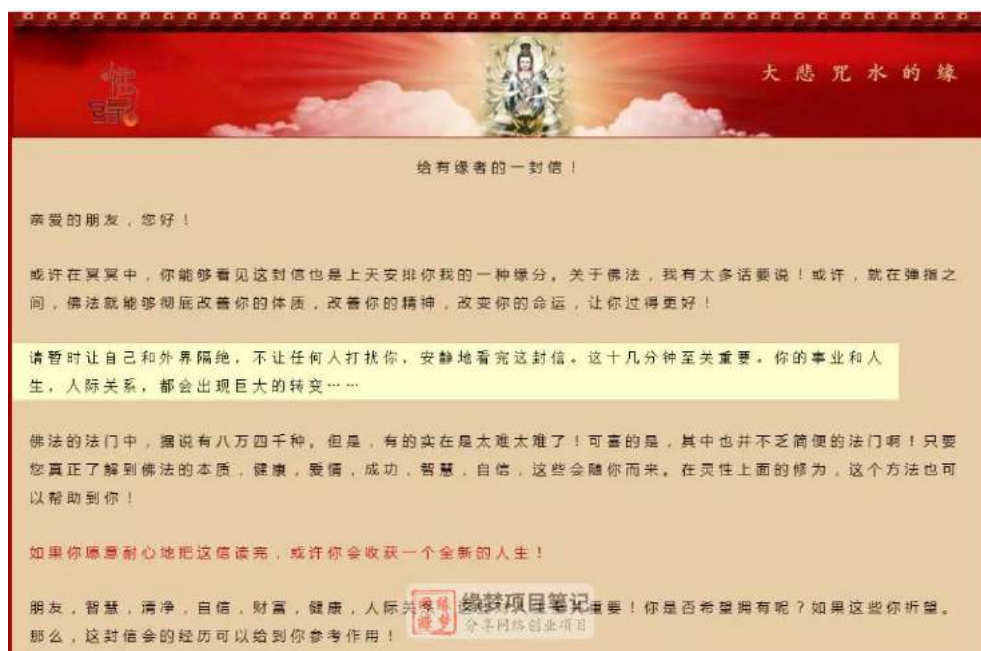 佛缘
大悲咒水的缘
给有缘者的一封信！
亲爱的朋友，您好！
或许在冥冥中，你能够看见这封信也是上天安排你我的一种缘分。关于佛法，我有太多话要说！或许，就在弹指之
间，佛法就能够彻底改善你的体质，改善你的精神，改变你的命运，让你过得更好！
请暂时让自己和外界隔绝，不让任何人打扰你，安静地看完这封信。这十几分钟至关重要。你的事业和人
生，人际关系，都会出现巨大的转变……
佛法的法门中，据说有八万四千种。但是，有的实在是太难太难了！可喜的是，其中也并不乏简便的法门啊！只要
您真正了解到佛法的本质，健康，爱情，成功，智慧，自信，这些会随你而来。在灵性上面的修为，这个方法也可
以帮助到你！
如果你愿意耐心地把这信读完，或许你会收获一个全新的人生！
朋友，智慧，清净，自信，财富，健康，人际关重要！你是否希望拥有呢？如果这些你祈望。
那么，这封信会的经历可以给到你参考作用！
缘梦项目笔记
分享网络创业项目